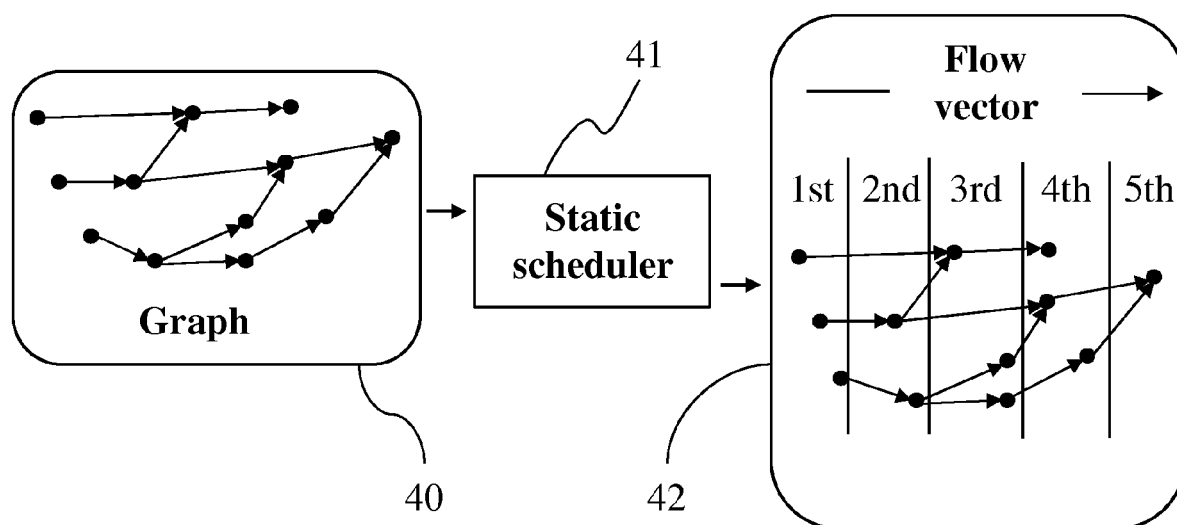 41
Flow
vector
1st 2nd 3rd 4th 5th
Static
scheduler
Graph
40
42